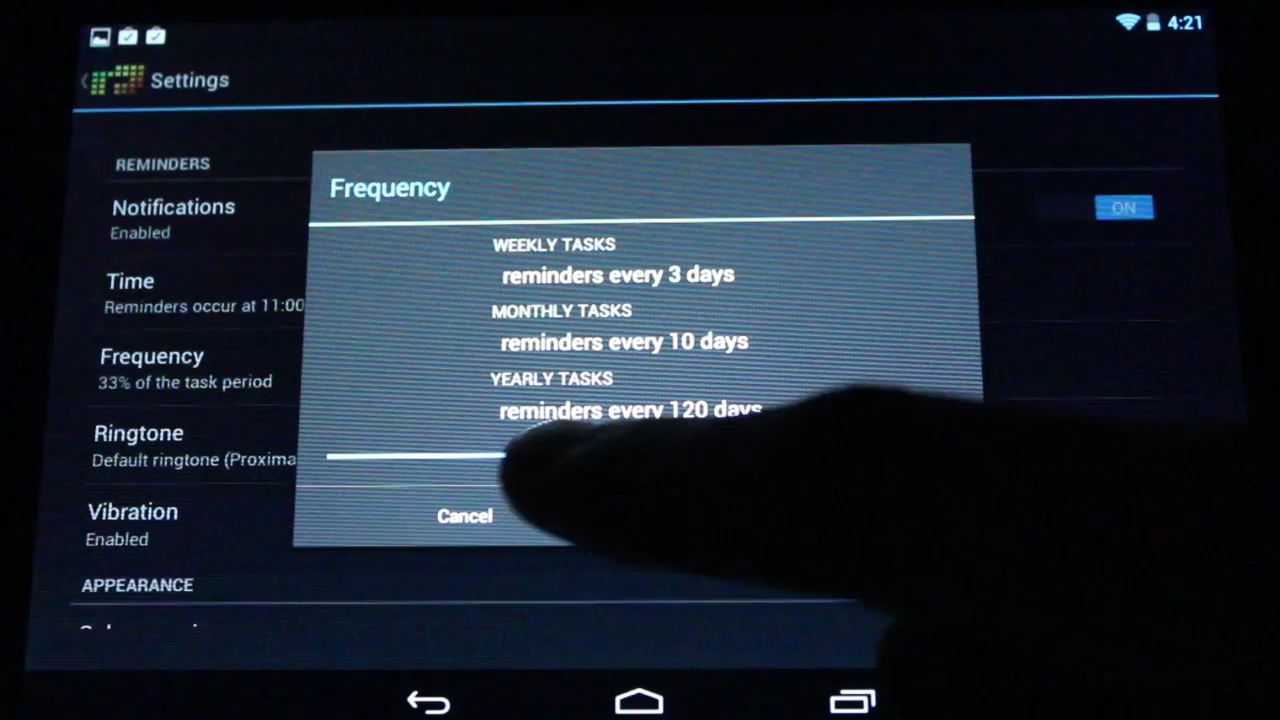 4:21
Settings
REMINDERS
Notifications
Enabled
ON
Time
Reminders occur at 11:00
Frequency
33% of the task period
Ringtone
Default ringtone (Proxima
Vibration
Enabled
APPEARANCE
Frequency
WEEKLY TASKS
reminders every 3 days
MONTHLY TASKS
reminders every 10 days
YEARLY TASKS
reminders every 120 days
Cancel